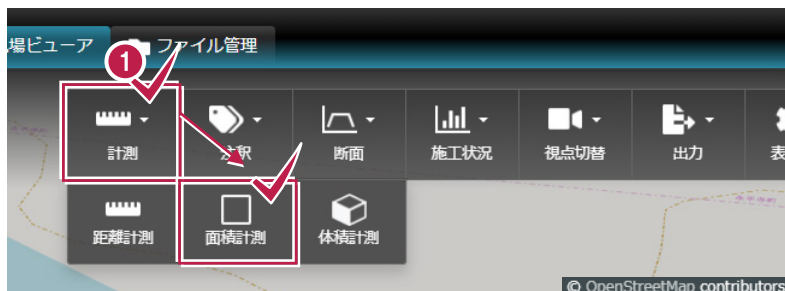 場ビューア
ファイル管理
1
計測
注釈
断面
施工状況
視点切替
出力
表
距離計測
面積計測
体積計測
© OpenStreetMap contributors